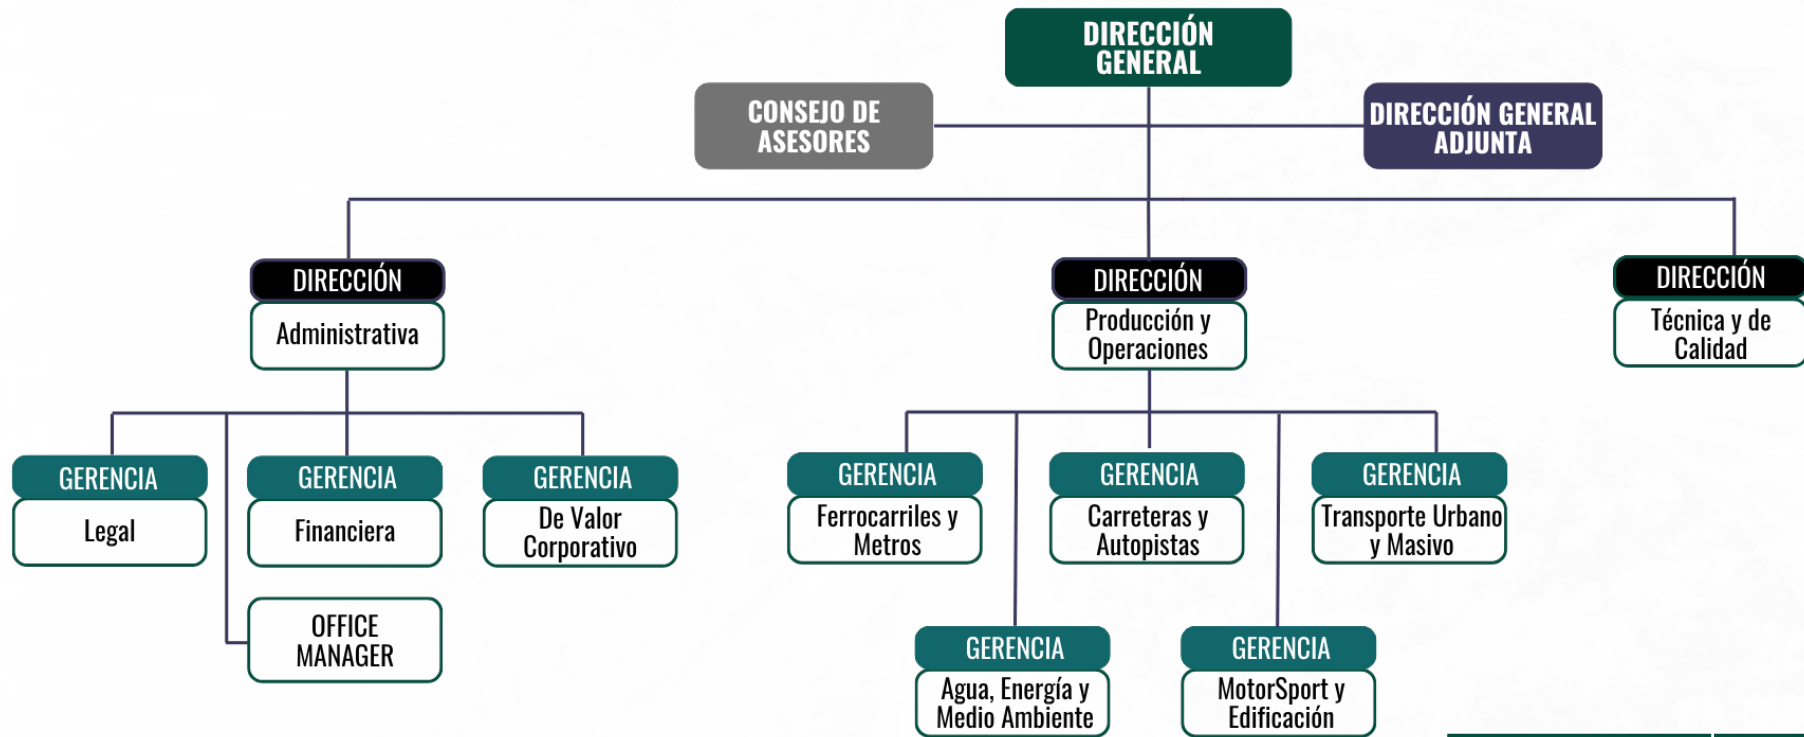 DIRECCIÓN
GENERAL
CONSEJO DE
ASESORES
DIRECCIÓN GENERAL
ADJUNTA
DIRECCIÓN
Administrativa
DIRECCIÓN
Producción y
Operaciones
DIRECCIÓN
Técnica y de
Calidad
GERENCIA
Legal
GERENCIA
Financiera
GERENCIA
De Valor
Corporativo
OFFICE
MANAGER
GERENCIA
Ferrocarriles y
Metros
GERENCIA
Carreteras y
Autopistas
GERENCIA
Transporte Urbano
y Masivo
GERENCIA
Agua, Energía y
Medio Ambiente
GERENCIA
MotorSport y
Edificación